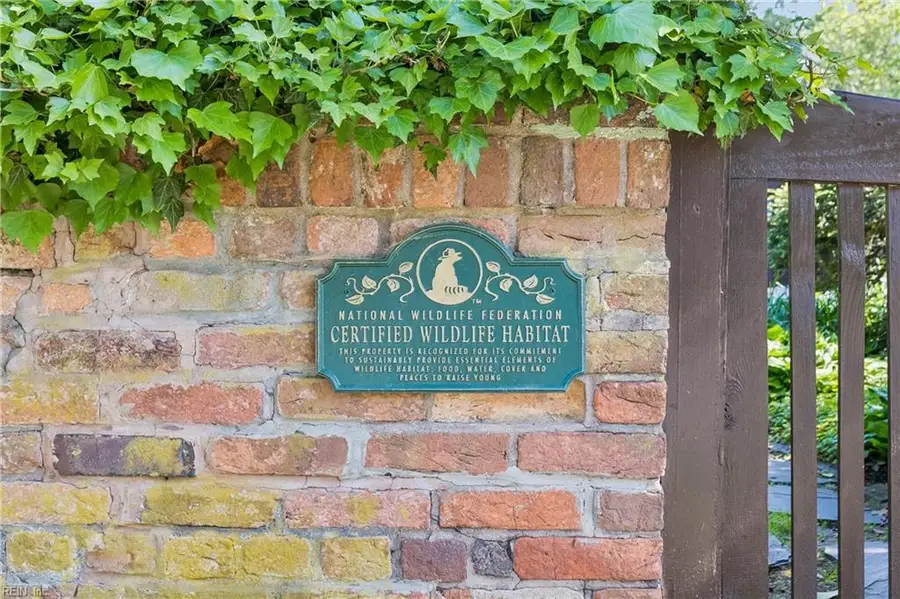 ™
NATIONAL WILDLIFE FEDERATION
CERTIFIED WILDLIFE HABITAT
THIS PROPERTY IS RECOGNIZED FOR ITS COMMITMENT
TO SUSTAINABLY PROVIDE ESSENTIAL ELEMENTS OF
WILDLIFE HABITAT: FOOD, WATER, COVER AND
PLACES TO RAISE YOUNG